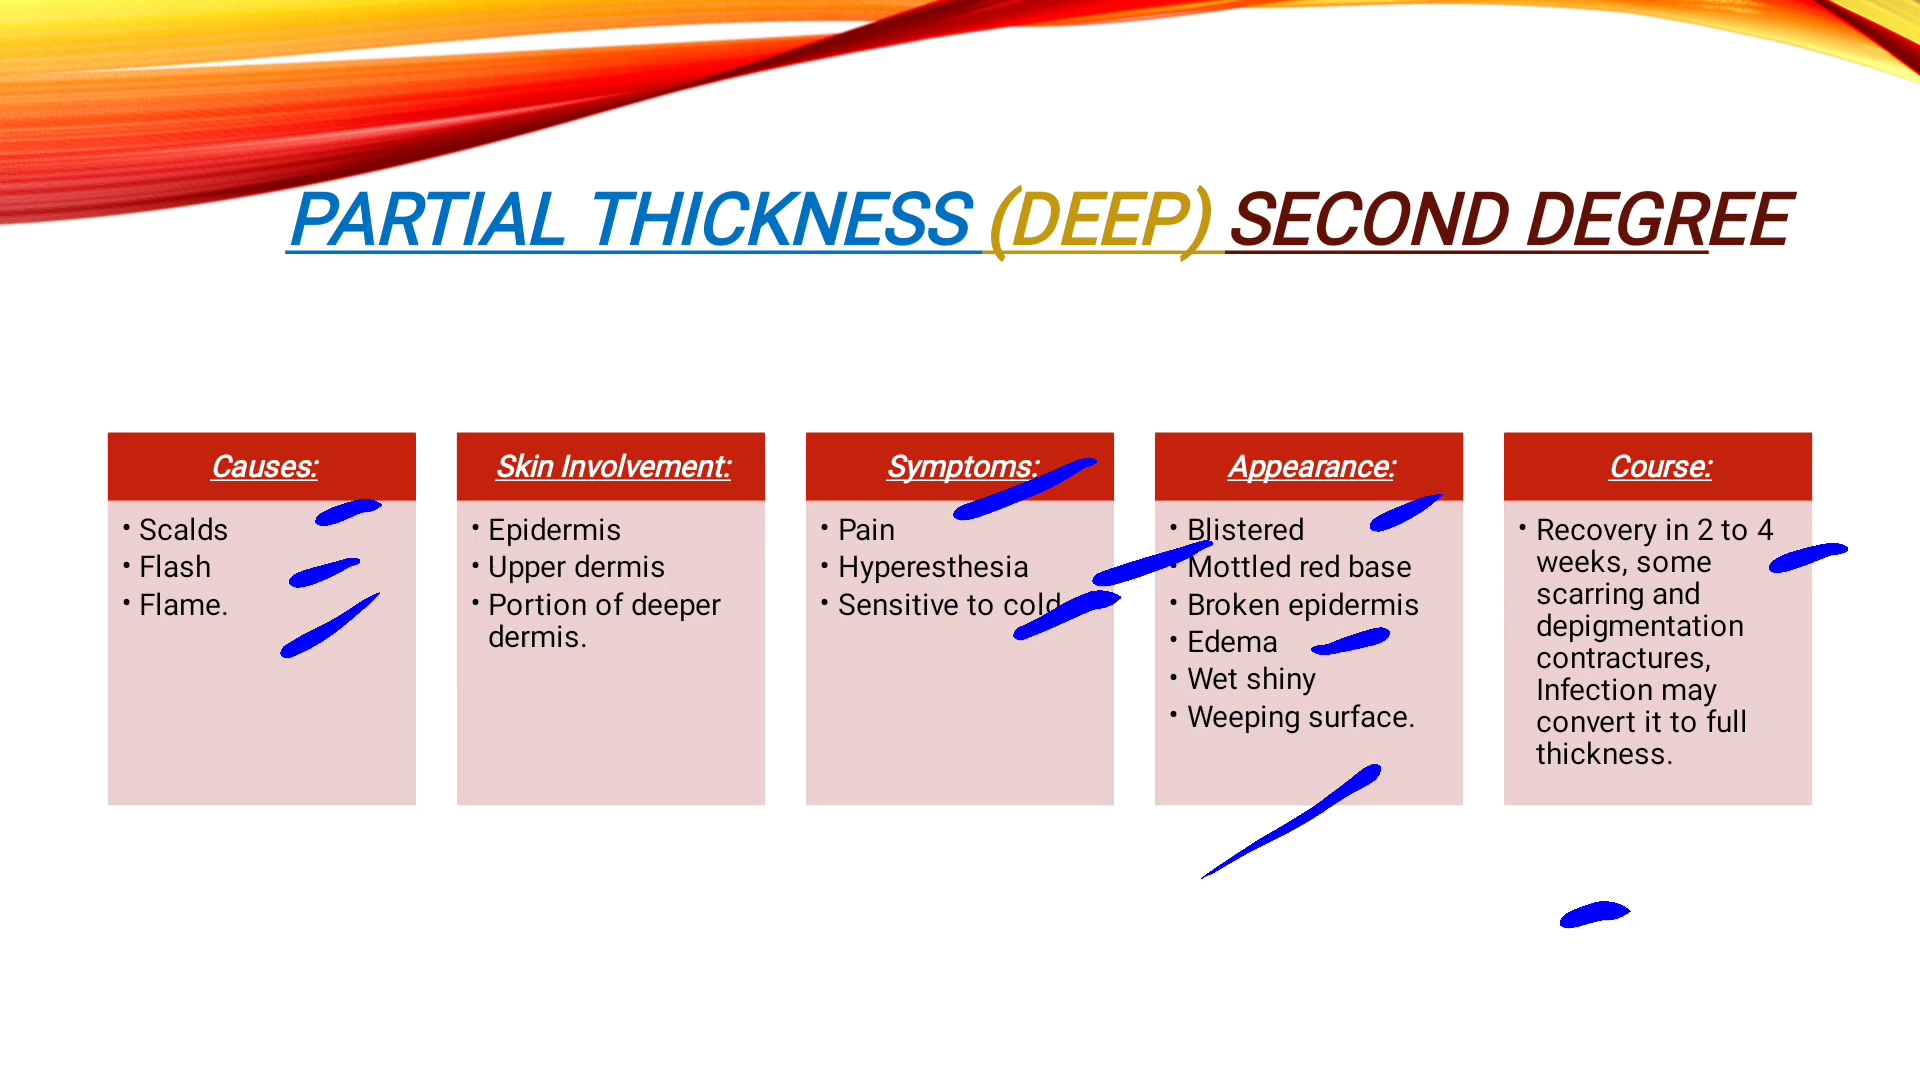 PARTIAL THICKNESS (DEEP) SECOND DEGREE
Causes:
• Scalds
• Flash
• Flame.
Skin Involvement:
• Epidermis
• Upper dermis
• Portion of deeper
dermis.
Symptoms:
• Pain
• Hyperesthesia
• Sensitive to cold
Appearance:
• Blistered
• Mottled red base
• Broken epidermis
• Edema
• Wet shiny
• Weeping surface.
Course:
• Recovery in 2 to 4
weeks, some
scarring and
depigmentation
contractures,
Infection may
convert it to full
thickness.